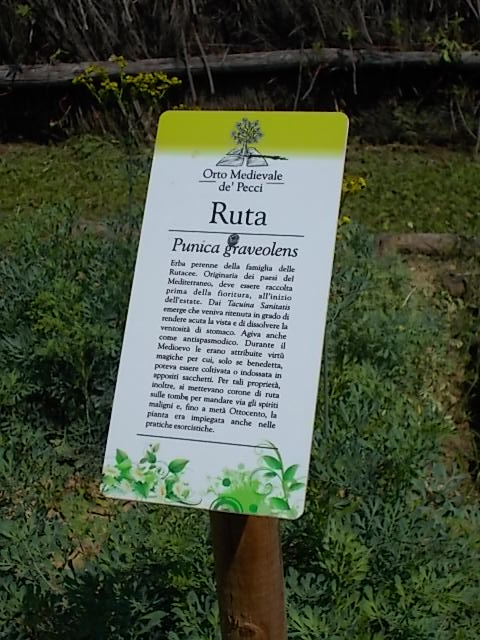 Orto Medievale
de' Pecci
Ruta
Punica graveolens
Erba perenne della famiglia delle
Rutacee. Originaria dei paesi del
Mediterraneo, deve essere raccolta
prima della fioritura, all'inizio
dell'estate. Dai Tacuina Sanitatis
emerge che veniva ritenuta in grado di
rendere acuta la vista e di dissolvere la
ventosità di stomaco. Agiva anche
come antispasmodico. Durante il
Medioevo le erano attribuite virtù
magiche per cui, solo se benedetta,
poteva essere coltivata o indossata in
appositi sacchetti. Per tali proprietà,
inoltre, si mettevano corone di ruta
sulle tombe per mandare via gli spiriti
maligni e, fino a metà Ottocento, la
pianta era impiegata anche nelle
pratiche esorcistiche.